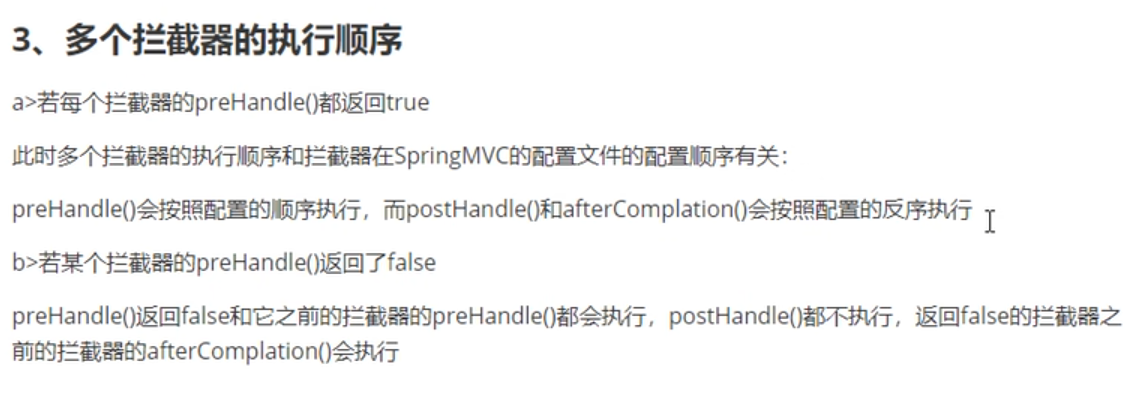 3、多个拦截器的执行顺序
a>若每个拦截器的preHandle()都返回true
此时多个拦截器的执行顺序和拦截器在SpringMVC的配置文件的配置顺序有关：
preHandle()会按照配置的顺序执行，而postHandle()和afterComplation()会按照配置的反序执行
b>若某个拦截器的preHandle()返回了false
preHandle()返回false和它之前的拦截器的preHandle()都会执行，postHandle()都不执行，返回false的拦截器之
前的拦截器的afterComplation()会执行